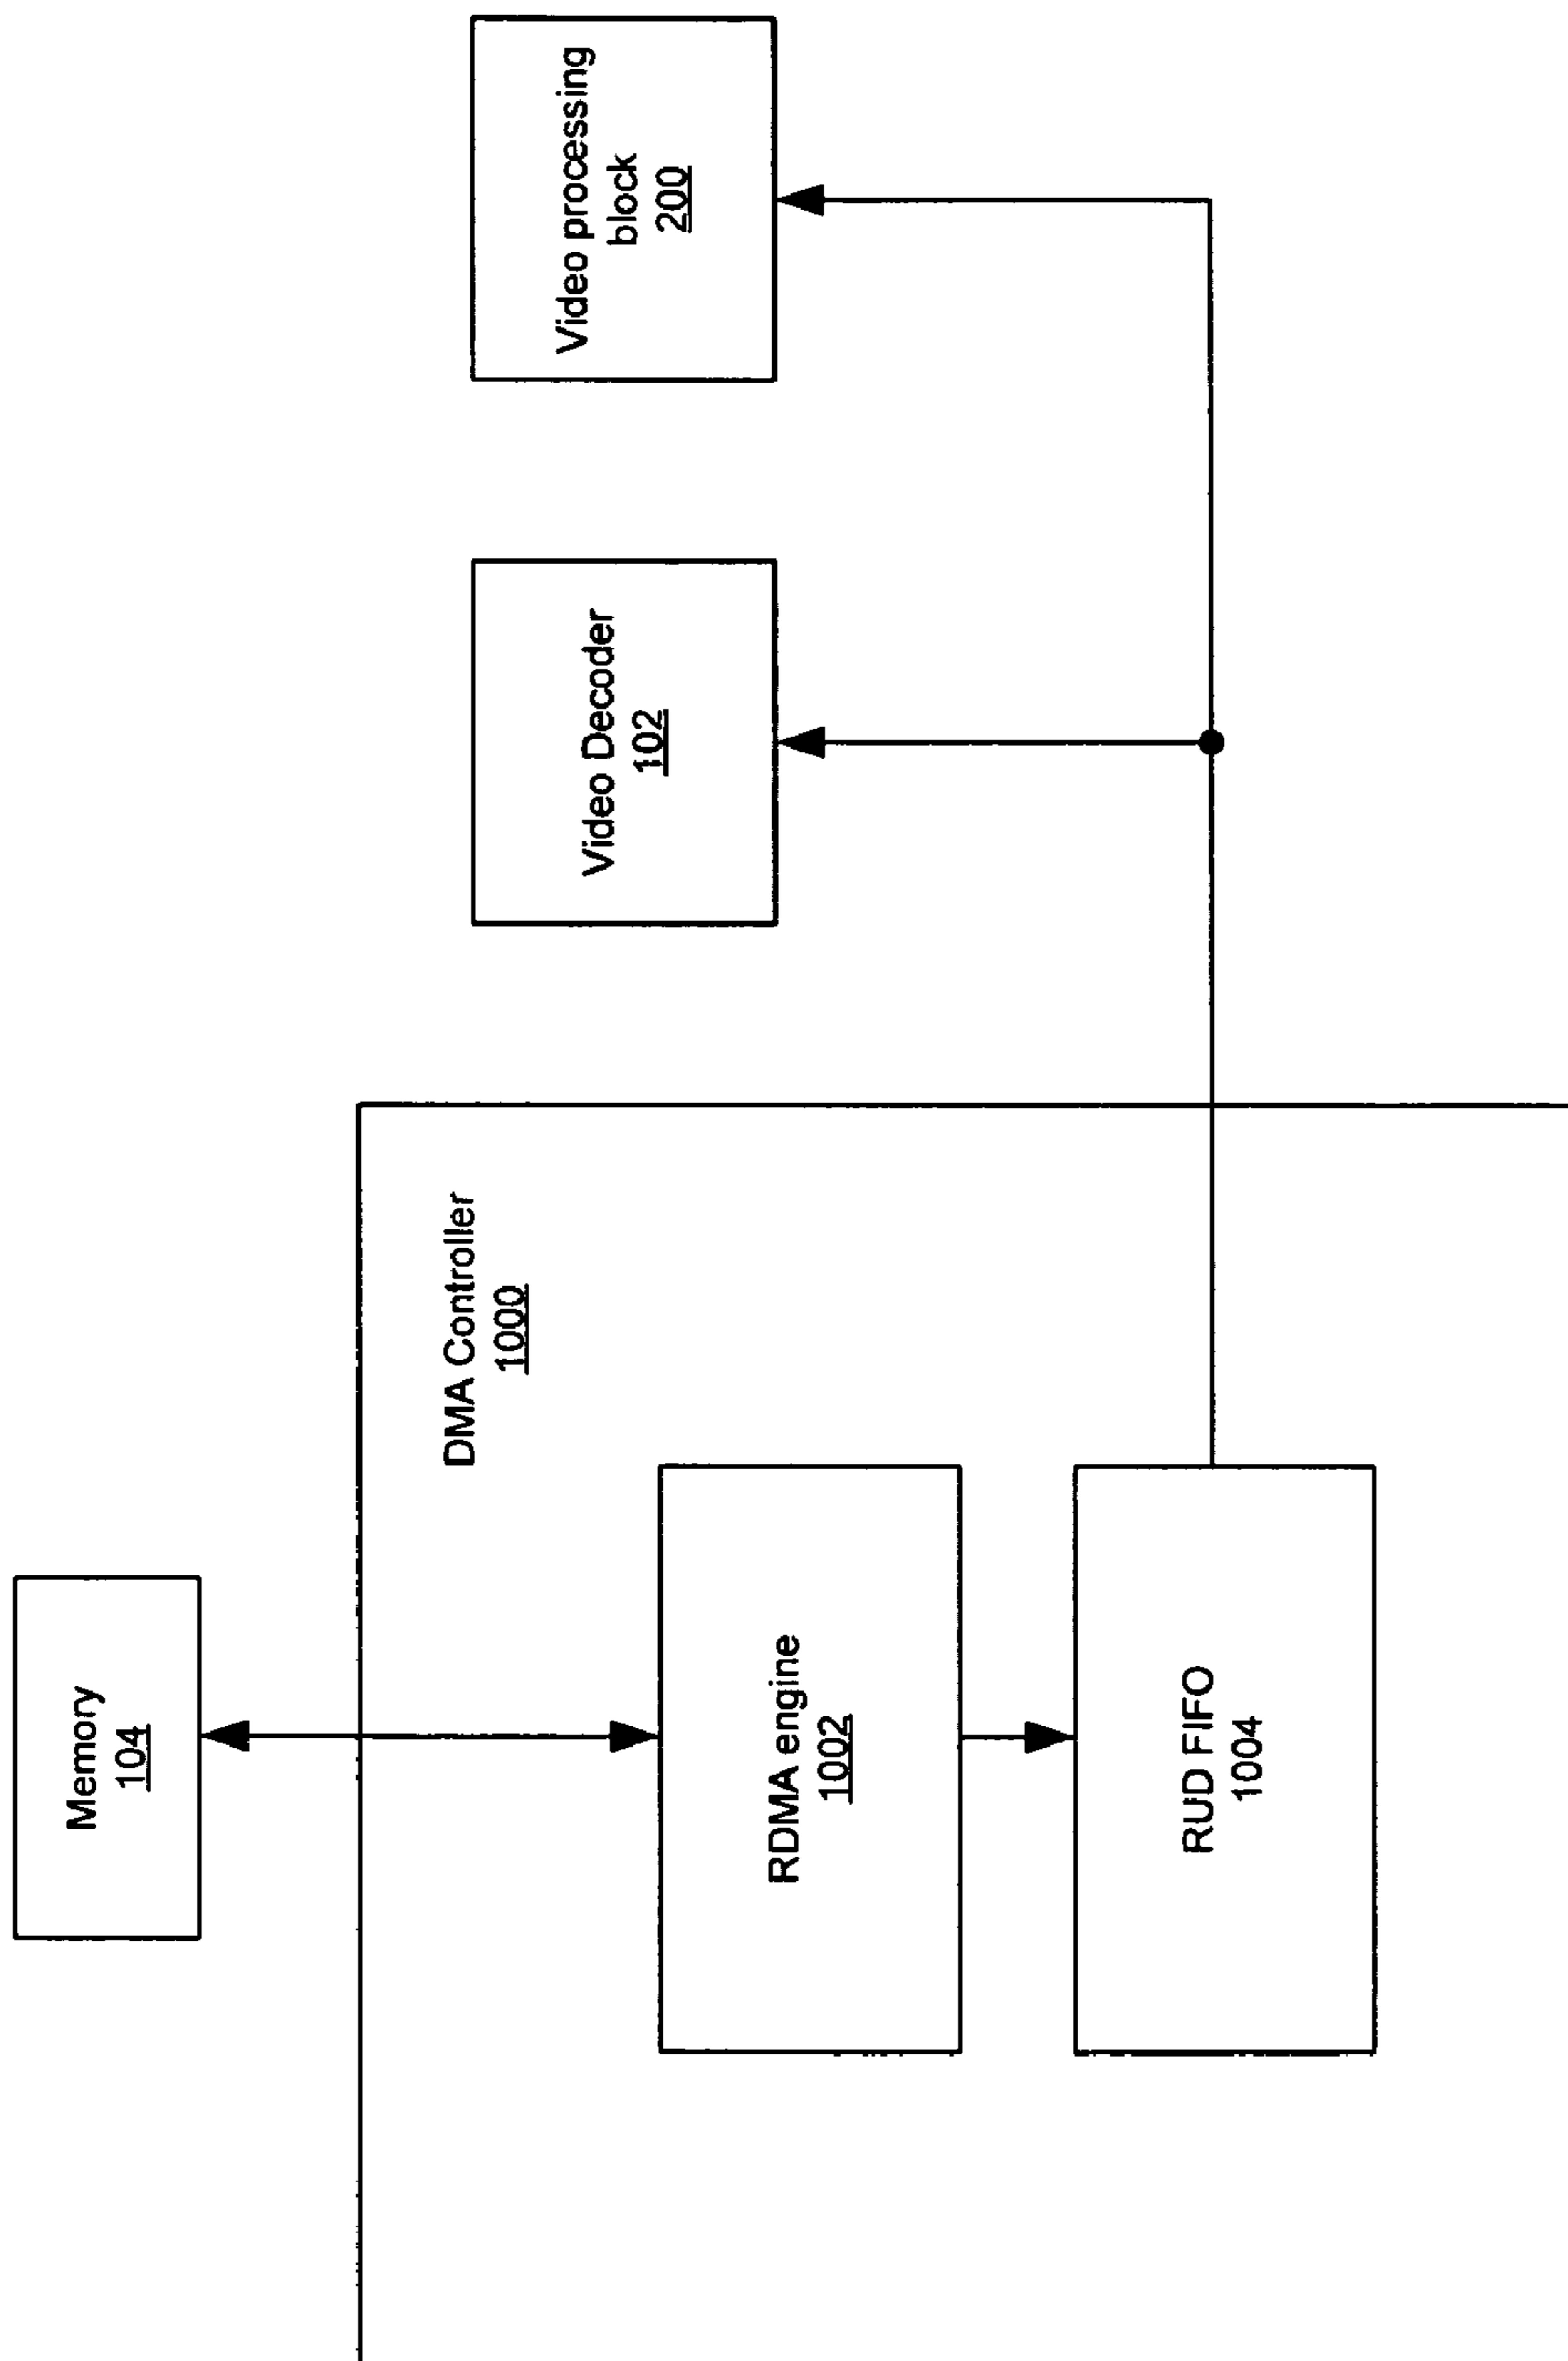 Memory
104
DMA Controller
1000
RDMA engine
1002
RUD FIFO
1004
Video Decoder
102
Video processing
block
200